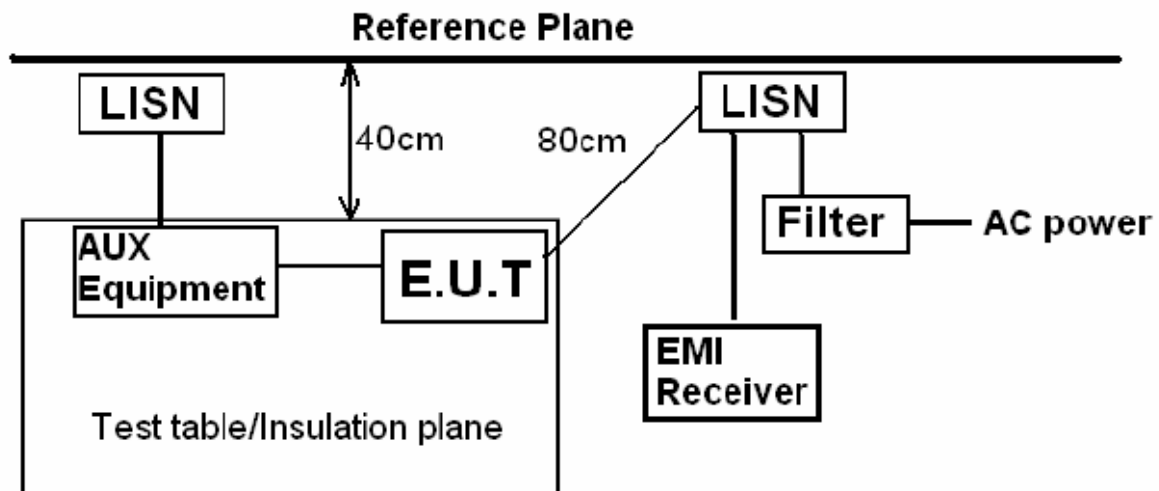 Reference Plane
LISN
LISN
40cm
80cm
Filter
AC power
AUX
Equipment
E.U.T
EMI
Receiver
Test table/Insulation plane